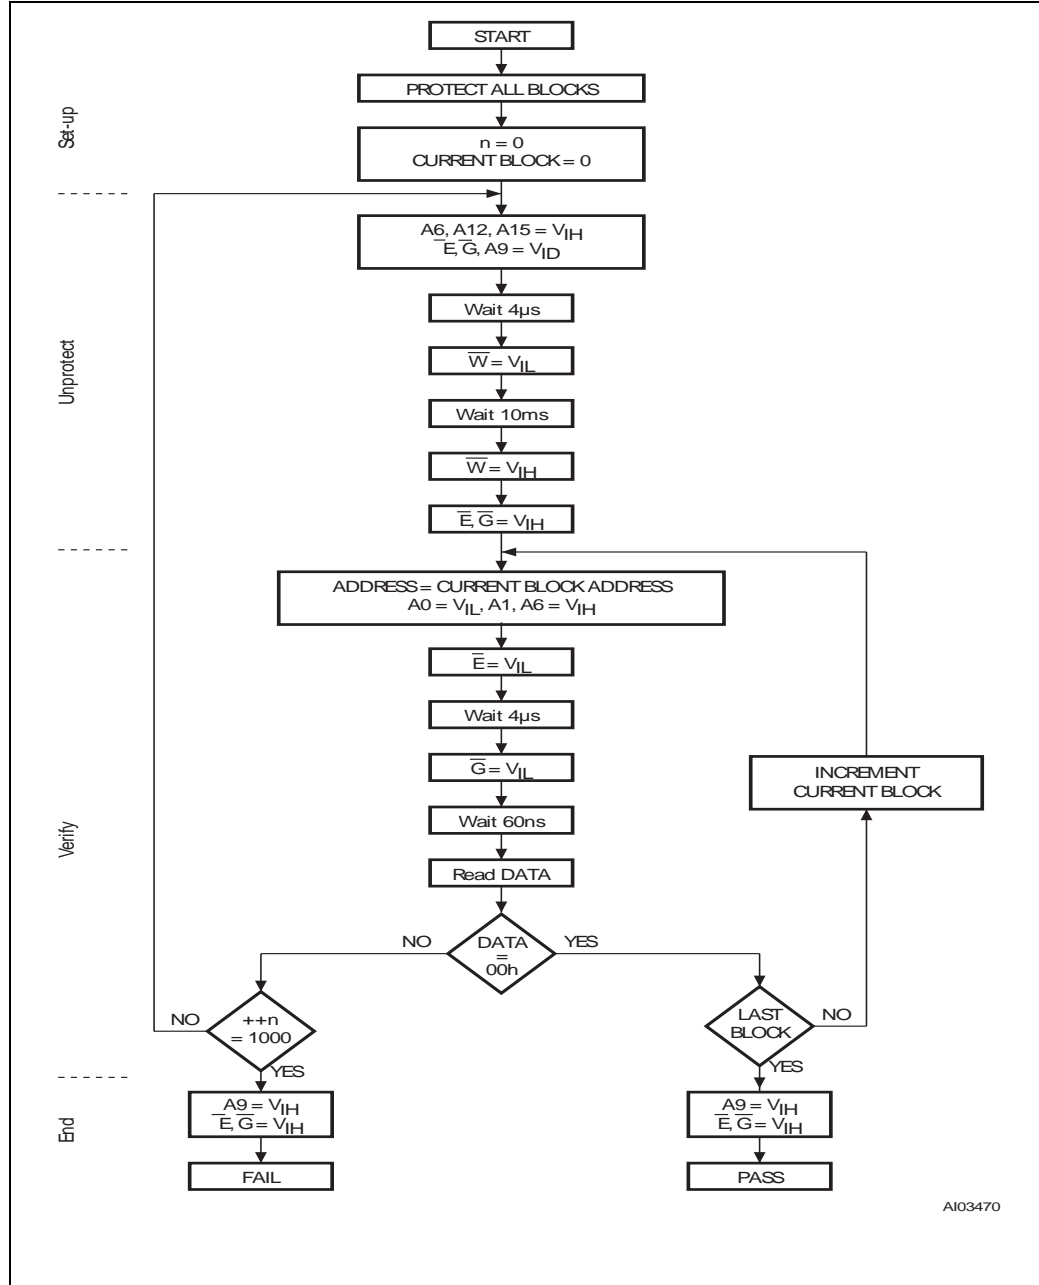 START
PROTECT ALL BLOCKS
Set-up
n = 0
CURRENT BLOCK = 0
A6, A12, A15 = VIH
E̅, G̅, A9 = VID
Wait 4µs
Unprotect
W̅ = VIL
Wait 10ms
W̅ = VIH
E̅, G̅ = VIH
ADDRESS = CURRENT BLOCK ADDRESS
A0 = VIL, A1, A6 = VIH
E̅ = VIL
Wait 4µs
G̅ = VIL
INCREMENT
CURRENT BLOCK
Wait 60ns
Verify
Read DATA
NO
DATA
=
00h
YES
NO
++n
= 1000
YES
LAST
BLOCK
NO
YES
End
A9 = VIH
E̅, G̅ = VIH
A9 = VIH
E̅, G̅ = VIH
FAIL
PASS
AI03470